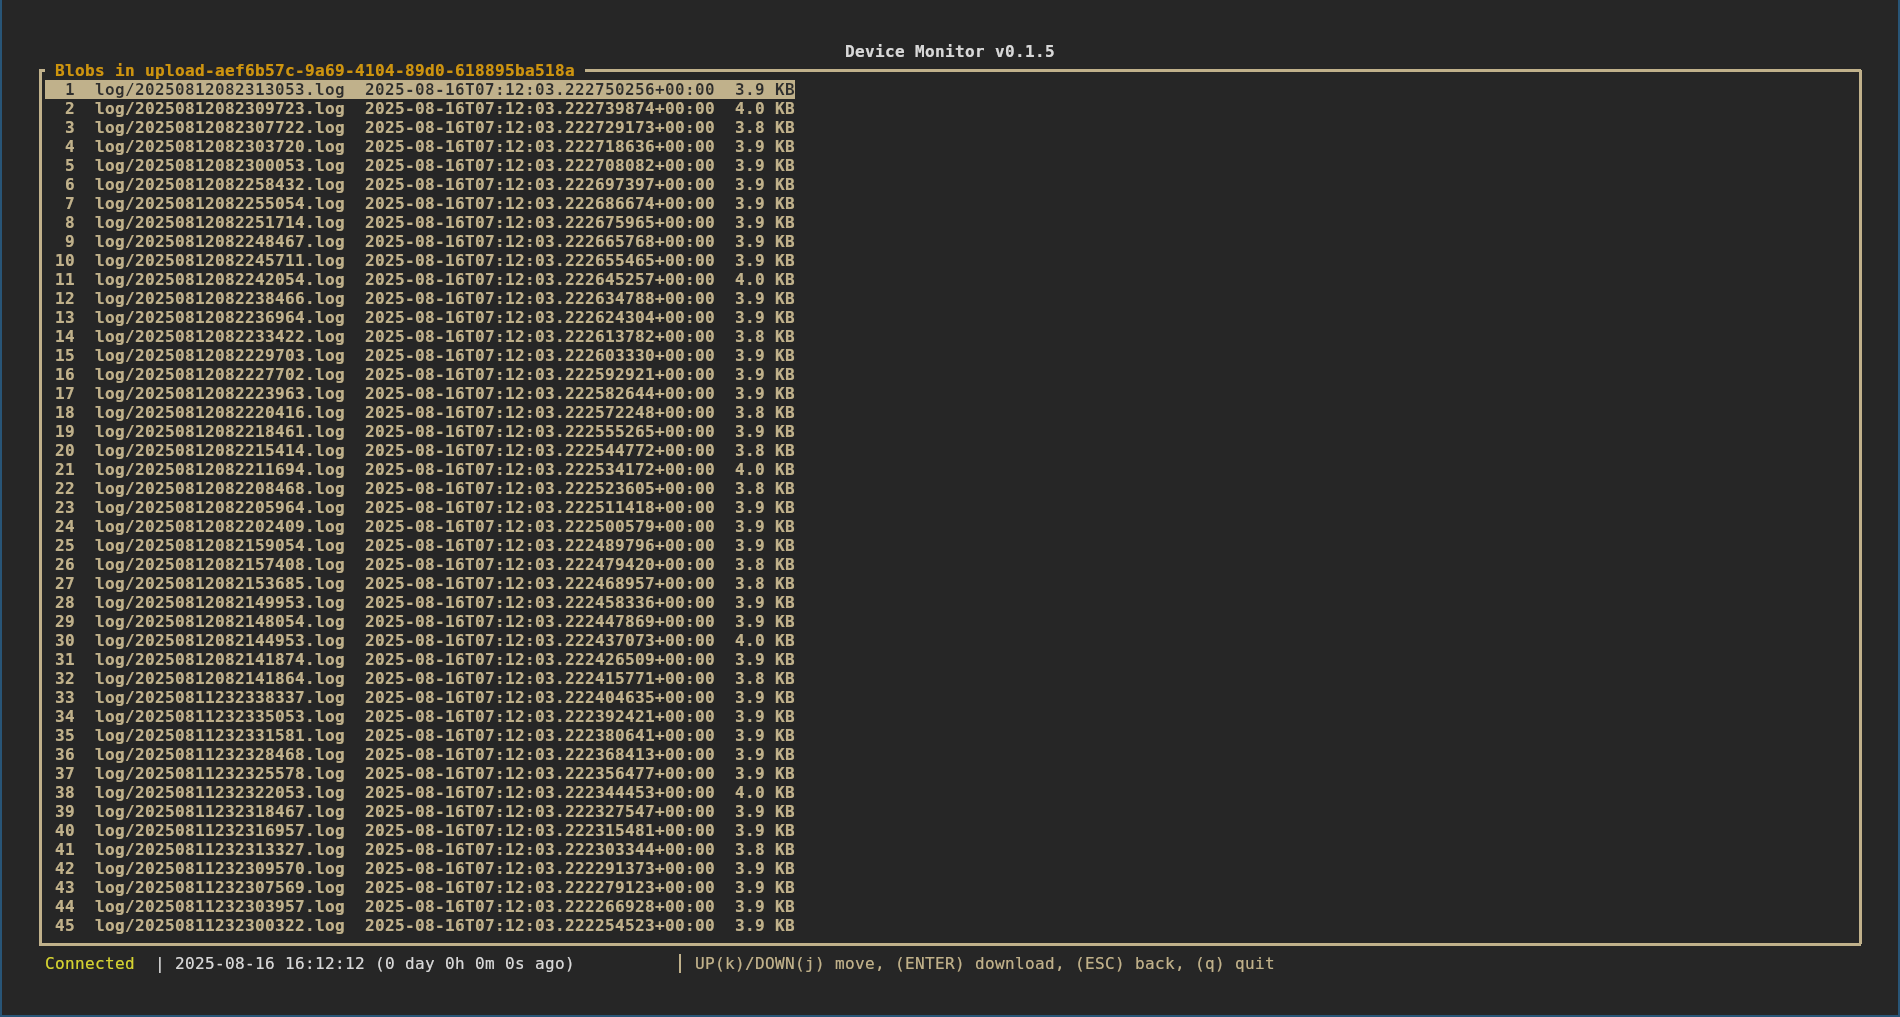 Device Monitor v0.1.5
Blobs in upload-aef6b57c-9a69-4104-89d0-618895ba518a
1 log/20250812082313053.log 2025-08-16T07:12:03.222750256+00:00 3.9 KB
2 log/20250812082309723.log 2025-08-16T07:12:03.222739874+00:00 4.0 KB
3 log/20250812082307722.log 2025-08-16T07:12:03.222729173+00:00 3.8 KB
4 log/20250812082303720.log 2025-08-16T07:12:03.222718636+00:00 3.9 KB
5 log/20250812082300053.log 2025-08-16T07:12:03.222708082+00:00 3.9 KB
6 log/20250812082258432.log 2025-08-16T07:12:03.222697397+00:00 3.9 KB
7 log/20250812082255054.log 2025-08-16T07:12:03.222686674+00:00 3.9 KB
8 log/20250812082251714.log 2025-08-16T07:12:03.222675965+00:00 3.9 KB
9 log/20250812082248467.log 2025-08-16T07:12:03.222665768+00:00 3.9 KB
10 log/20250812082245711.log 2025-08-16T07:12:03.222655465+00:00 3.9 KB
11 log/20250812082242054.log 2025-08-16T07:12:03.222645257+00:00 4.0 KB
12 log/20250812082238466.log 2025-08-16T07:12:03.222634788+00:00 3.9 KB
13 log/20250812082236964.log 2025-08-16T07:12:03.222624304+00:00 3.9 KB
14 log/20250812082233422.log 2025-08-16T07:12:03.222613782+00:00 3.8 KB
15 log/20250812082229703.log 2025-08-16T07:12:03.222603330+00:00 3.9 KB
16 log/20250812082227702.log 2025-08-16T07:12:03.222592921+00:00 3.9 KB
17 log/20250812082223963.log 2025-08-16T07:12:03.222582644+00:00 3.9 KB
18 log/20250812082220416.log 2025-08-16T07:12:03.222572248+00:00 3.8 KB
19 log/20250812082218461.log 2025-08-16T07:12:03.222555265+00:00 3.9 KB
20 log/20250812082215414.log 2025-08-16T07:12:03.222544772+00:00 3.8 KB
21 log/20250812082211694.log 2025-08-16T07:12:03.222534172+00:00 4.0 KB
22 log/20250812082208468.log 2025-08-16T07:12:03.222523605+00:00 3.8 KB
23 log/20250812082205964.log 2025-08-16T07:12:03.222511418+00:00 3.9 KB
24 log/20250812082202409.log 2025-08-16T07:12:03.222500579+00:00 3.9 KB
25 log/20250812082159054.log 2025-08-16T07:12:03.222489796+00:00 3.9 KB
26 log/20250812082157408.log 2025-08-16T07:12:03.222479420+00:00 3.8 KB
27 log/20250812082153685.log 2025-08-16T07:12:03.222468957+00:00 3.8 KB
28 log/20250812082149953.log 2025-08-16T07:12:03.222458336+00:00 3.9 KB
29 log/20250812082148054.log 2025-08-16T07:12:03.222447869+00:00 3.9 KB
30 log/20250812082144953.log 2025-08-16T07:12:03.222437073+00:00 4.0 KB
31 log/20250812082141874.log 2025-08-16T07:12:03.222426509+00:00 3.9 KB
32 log/20250812082141864.log 2025-08-16T07:12:03.222415771+00:00 3.8 KB
33 log/20250811232338337.log 2025-08-16T07:12:03.222404635+00:00 3.9 KB
34 log/20250811232335053.log 2025-08-16T07:12:03.222392421+00:00 3.9 KB
35 log/20250811232331581.log 2025-08-16T07:12:03.222380641+00:00 3.9 KB
36 log/20250811232328468.log 2025-08-16T07:12:03.222368413+00:00 3.9 KB
37 log/20250811232325578.log 2025-08-16T07:12:03.222356477+00:00 3.9 KB
38 log/20250811232322053.log 2025-08-16T07:12:03.222344453+00:00 4.0 KB
39 log/20250811232318467.log 2025-08-16T07:12:03.222327547+00:00 3.9 KB
40 log/20250811232316957.log 2025-08-16T07:12:03.222315481+00:00 3.9 KB
41 log/20250811232313327.log 2025-08-16T07:12:03.222303344+00:00 3.8 KB
42 log/20250811232309570.log 2025-08-16T07:12:03.222291373+00:00 3.9 KB
43 log/20250811232307569.log 2025-08-16T07:12:03.222279123+00:00 3.9 KB
44 log/20250811232303957.log 2025-08-16T07:12:03.222266928+00:00 3.9 KB
45 log/20250811232300322.log 2025-08-16T07:12:03.222254523+00:00 3.9 KB
Connected | 2025-08-16 16:12:12 (0 day 0h 0m 0s ago) | UP(k)/DOWN(j) move, (ENTER) download, (ESC) back, (q) quit